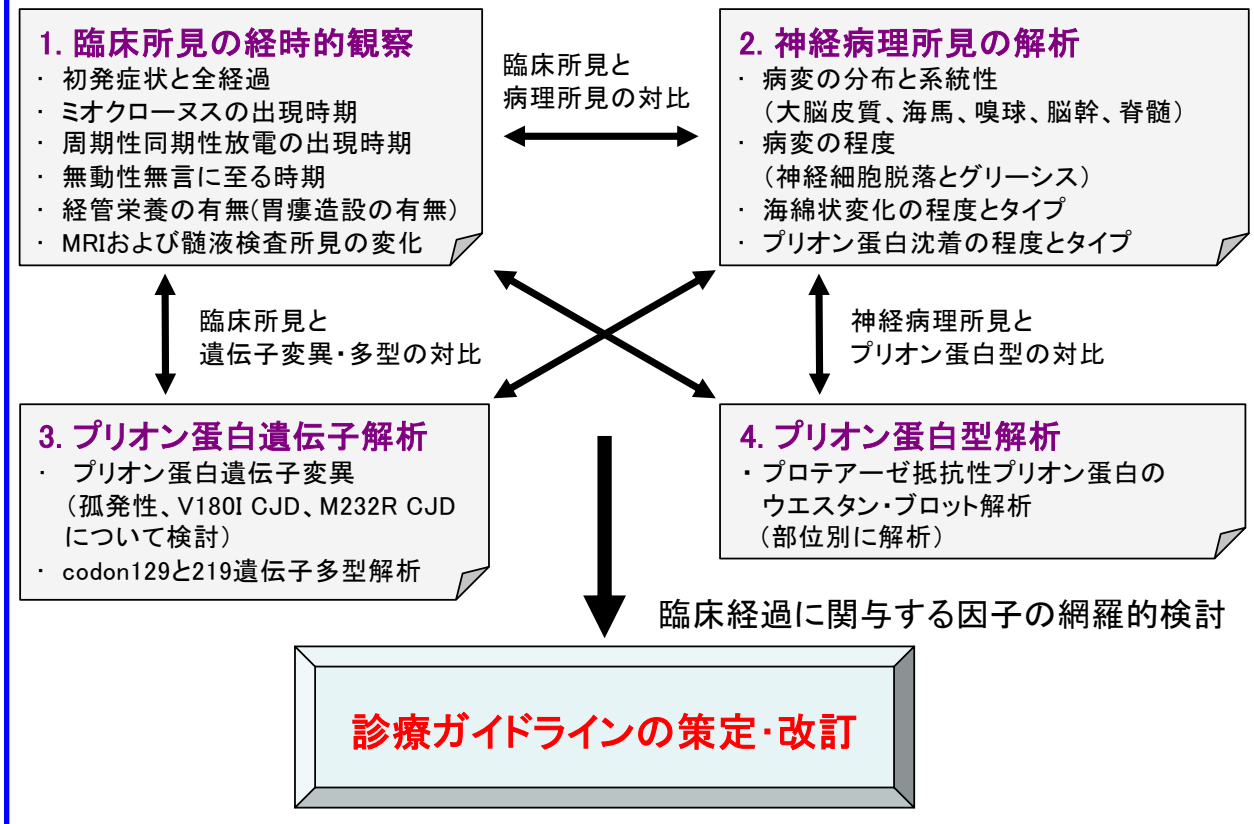 1. 臨床所見の経時的観察
・ 初発症状と全経過
・ ミオクローヌスの出現時期
・ 周期性同期性放電の出現時期
・ 無動性無言に至る時期
・ 経管栄養の有無(胃瘻造設の有無)
・ MRIおよび髄液検査所見の変化
臨床所見と
病理所見の対比
2. 神経病理所見の解析
・ 病変の分布と系統性
（大脳皮質、海馬、嗅球、脳幹、脊髄）
・ 病変の程度
（神経細胞脱落とグリーシス）
・ 海綿状変化の程度とタイプ
・ プリオン蛋白沈着の程度とタイプ
臨床所見と
遺伝子変異・多型の対比
神経病理所見と
プリオン蛋白型の対比
3. プリオン蛋白遺伝子解析
・ プリオン蛋白遺伝子変異
（孤発性、V180I CJD、M232R CJD
について検討）
・ codon129と219遺伝子多型解析
4. プリオン蛋白型解析
・プロテアーゼ抵抗性プリオン蛋白の
ウエスタン・ブロット解析
（部位別に解析）
臨床経過に関与する因子の網羅的検討
診療ガイドラインの策定・改訂